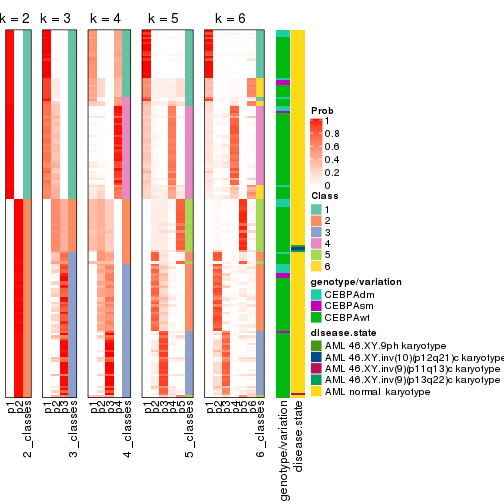 k = 2 k = 3 k = 4 k = 5 k = 6
Prob
1
0.8
0.6
0.4
0.2
0
Class
1
2
3
4
5
6
genotype/variation
CEBPAdm
CEBPAsm
CEBPAwt
disease.state
AML 46.XY.9ph karyotype
AML 46.XY.inv(10)(p12q21)c karyotype
AML 46.XY.inv(9)(p11q13)c karyotype
AML 46.XY.inv(9)(p13q22)c karyotype
AML normal karyotype
p1 p2 2_classes p1 p2 p3 3_classes p1 p2 p3 p4 4_classes p1 p2 p3 p4 p5 5_classes p1 p2 p3 p4 p5 p6 6_classes genotype/variation disease.state